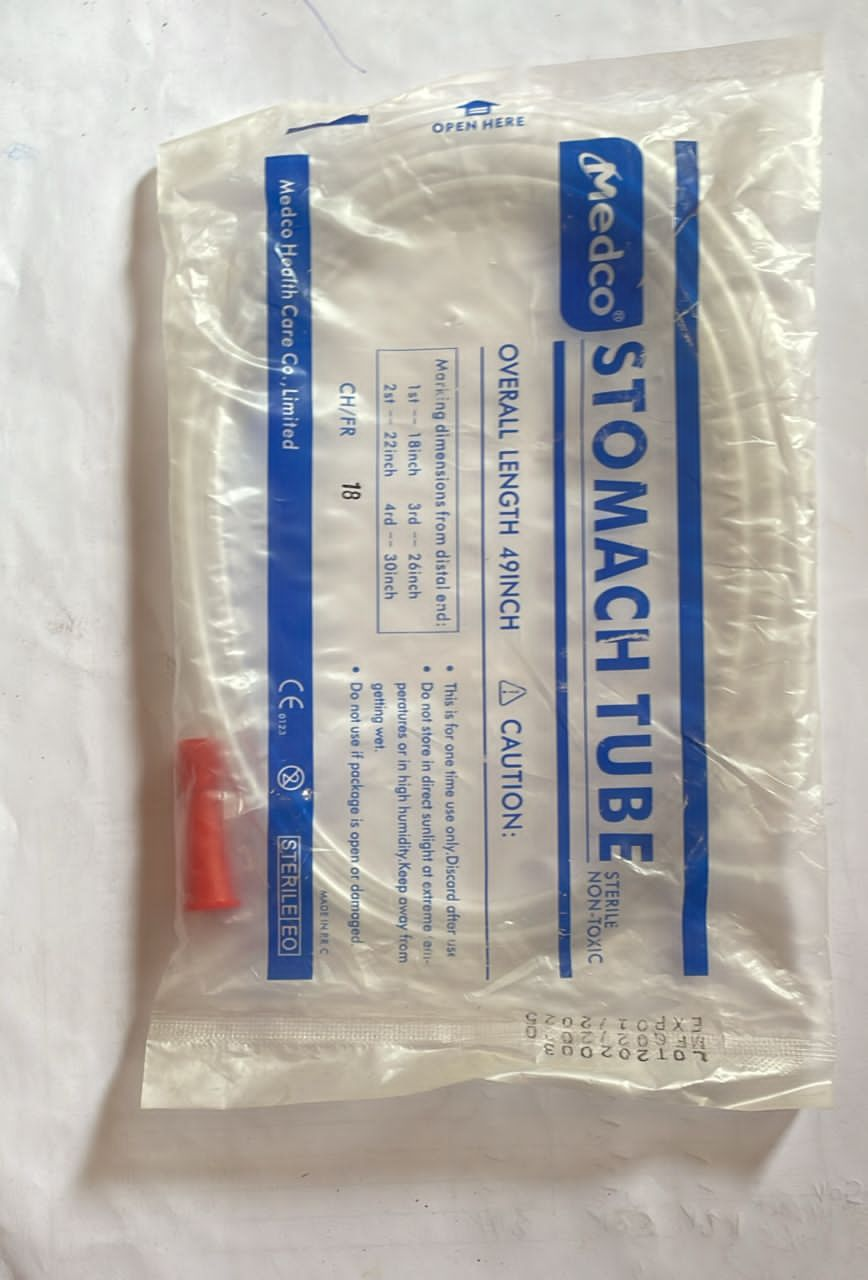 OPEN HERE
Medco®
STOMACH TUBE
STERILE
NON-TOXIC
OVERALL LENGTH 49INCH
⚠ CAUTION:
Marking dimensions from distal end:
1st -- 18inch 3rd -- 26inch
2st -- 22inch 4rd -- 30inch
CH/FR 18
• This is for one time use only.Discard after use
• Do not store in direct sunlight at extreme tem-
peratures or in high humidity.Keep away from
getting wet.
• Do not use if package is open or damaged.
MADE IN P.R.C
Medco Health Care Co.,Limited
CE 0123
2
STERILE EO